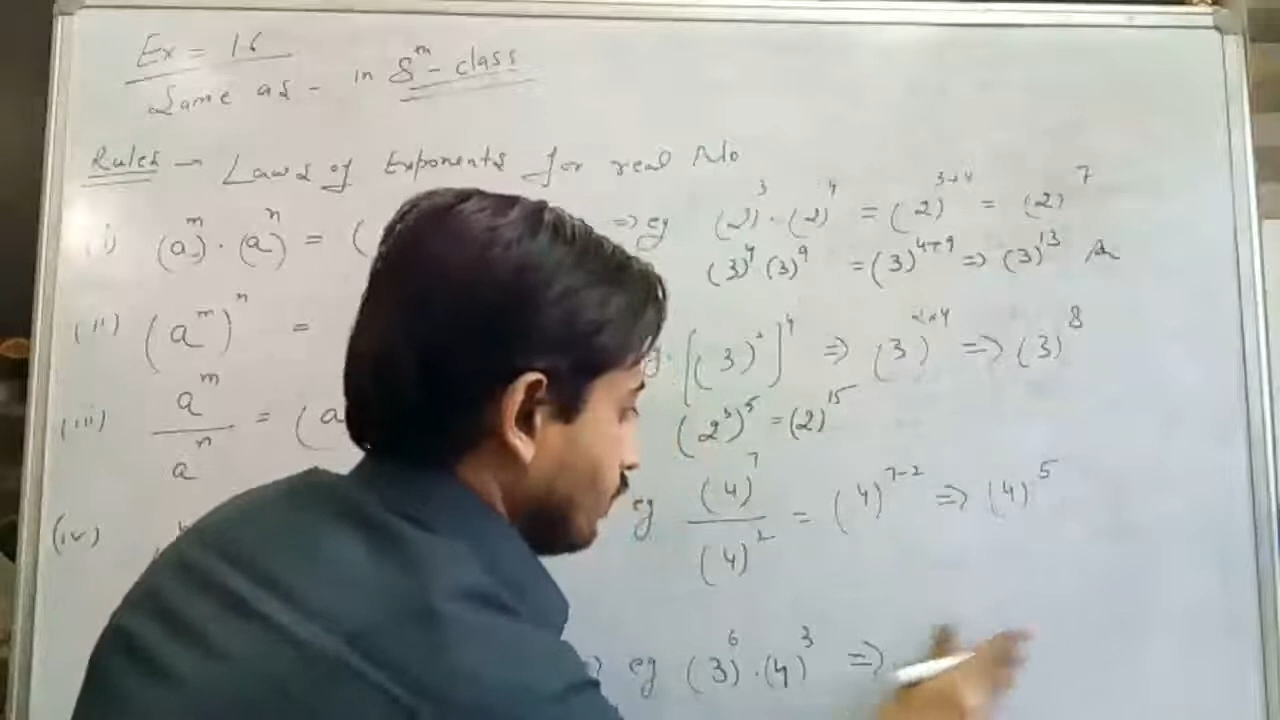 Ex = 1.6
Same as - in 8th - class
Rules - Laws of Exponents for real No
(i) (a)^m · (a)^n = ( ⇒ eg (2)^3 · (2)^4 = (2)^3+4 = (2)^7
(3)^4 (3)^9 = (3)^4+9 ⇒ (3)^13
(ii) (a^m)^n = [(3)^2]^4 ⇒ (3)^2×4 ⇒ (3)^8
(2^3)^5 = (2)^15
(iii) a^m / a^n = (a eg (4)^7 / (4)^2 = (4)^7-2 ⇒ (4)^5
(iv)
eg (3)^6 · (4)^3 ⇒